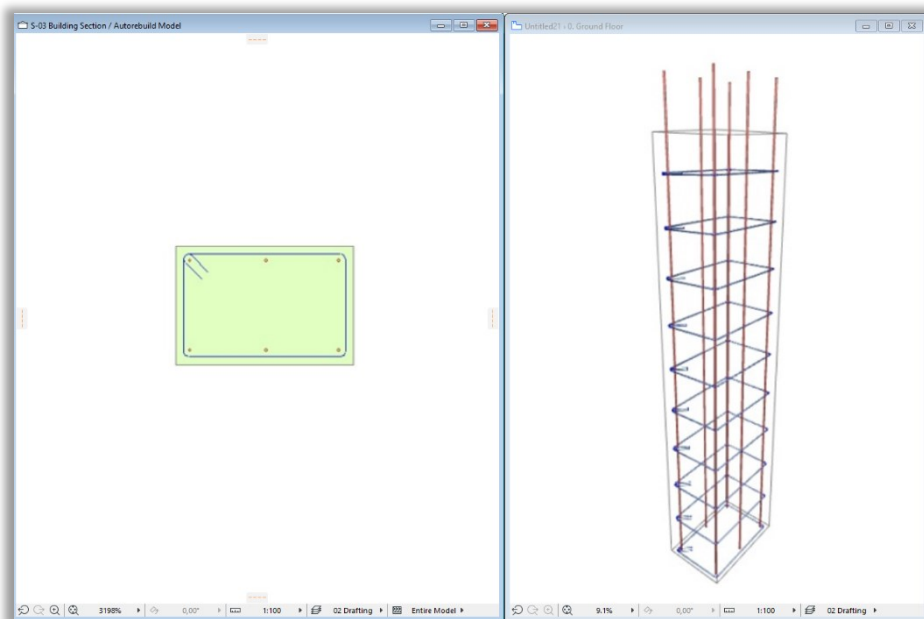 S-03 Building Section / Autorebuild Model
3198%
0,00°
1:100
02 Drafting
Entire Model
Untitled21 - 0. Ground Floor
9.1%
0,00°
1:100
02 Drafting